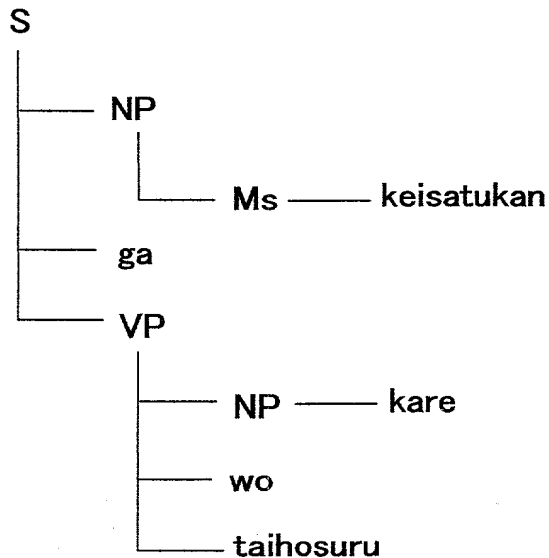 S
NP
Ms keisatukan
ga
VP
NP kare
wo
taihosuru